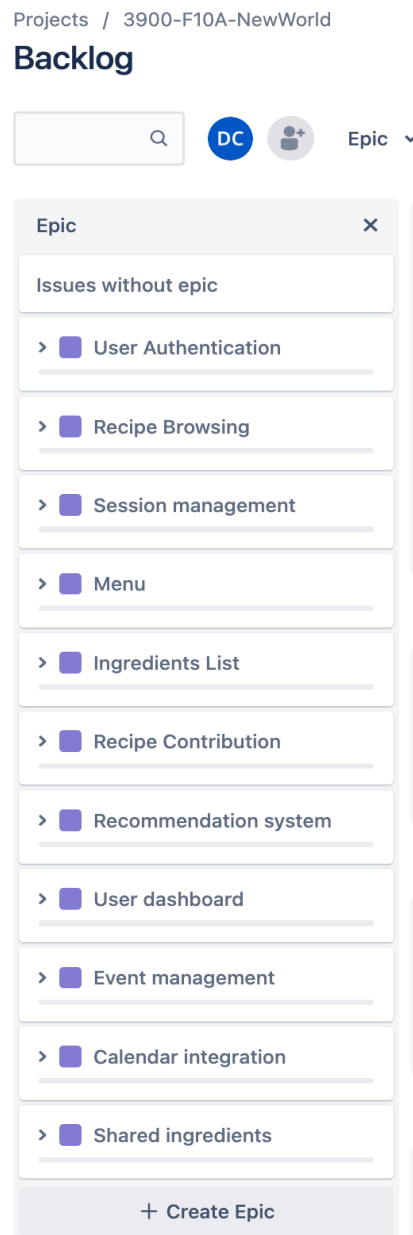 Projects / 3900-F10A-NewWorld
Backlog
DC
Epic
Epic
Issues without epic
User Authentication
Recipe Browsing
Session management
Menu
Ingredients List
Recipe Contribution
Recommendation system
User dashboard
Event management
Calendar integration
Shared ingredients
+ Create Epic